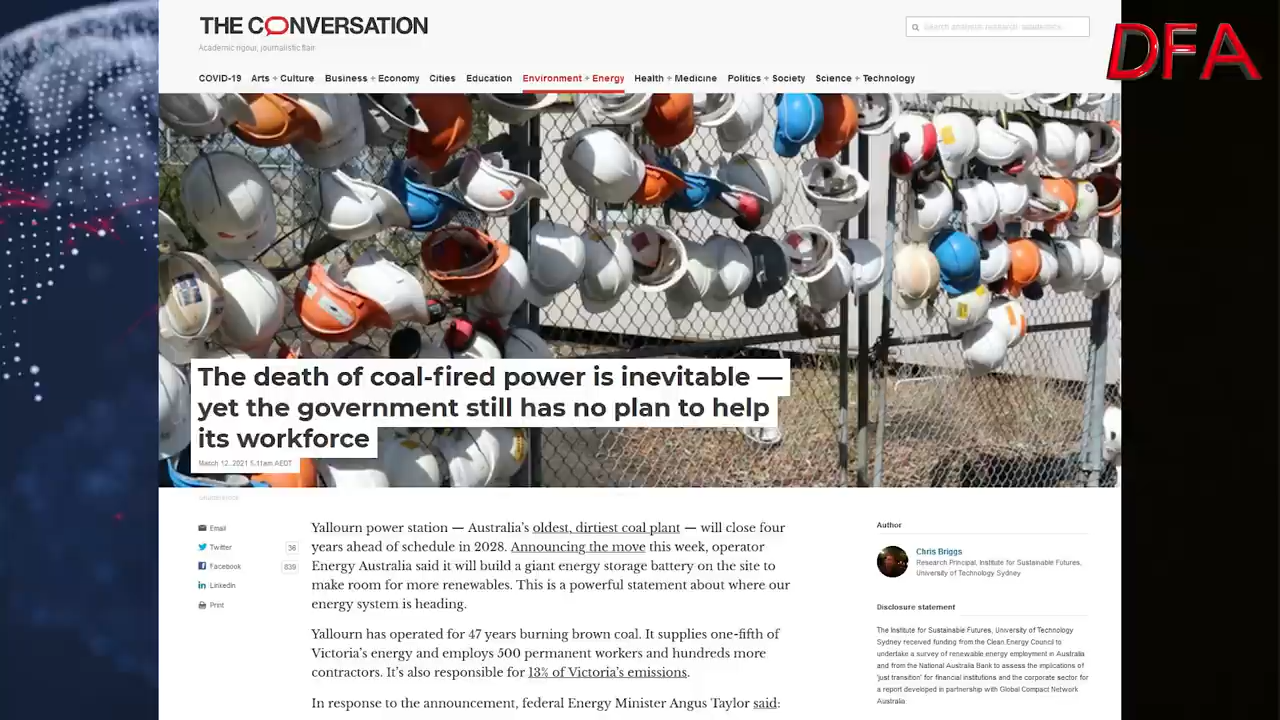 THE CONVERSATION
Academic rigour, journalistic flair
Search analysis, research, academics...
DFA
COVID-19 Arts + Culture Business + Economy Cities Education Environment + Energy Health + Medicine Politics + Society Science + Technology
The death of coal-fired power is inevitable —
yet the government still has no plan to help
its workforce
March 12, 2021 6.11am AEDT
Shutterstock
Email
Twitter 36
Facebook 839
LinkedIn
Print
Yallourn power station — Australia's oldest, dirtiest coal plant — will close four
years ahead of schedule in 2028. Announcing the move this week, operator
Energy Australia said it will build a giant energy storage battery on the site to
make room for more renewables. This is a powerful statement about where our
energy system is heading.
Yallourn has operated for 47 years burning brown coal. It supplies one-fifth of
Victoria's energy and employs 500 permanent workers and hundreds more
contractors. It's also responsible for 13% of Victoria's emissions.
In response to the announcement, federal Energy Minister Angus Taylor said:
Author
Chris Briggs
Research Principal, Institute for Sustainable Futures,
University of Technology Sydney
Disclosure statement
The Institute for Sustainable Futures, University of Technology
Sydney received funding from the Clean Energy Council to
undertake a survey of renewable energy employment in Australia
and from the National Australia Bank to assess the implications of
'just transition' for financial institutions and the corporate sector for
a report developed in partnership with Global Compact Network
Australia